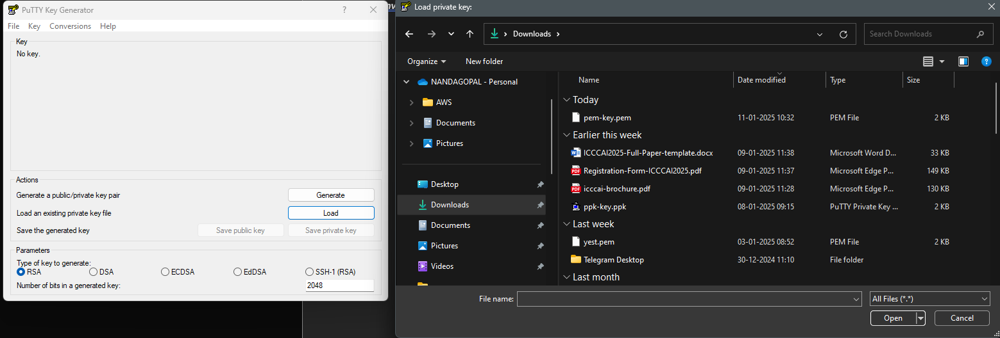 PuTTY Key Generator
?
File Key Conversions Help
Key
No key.
Actions
Generate a public/private key pair
Generate
Load an existing private key file
Load
Save the generated key
Save public key
Save private key
Parameters
Type of key to generate:
RSA DSA ECDSA EdDSA SSH-1 (RSA)
Number of bits in a generated key:
2048
Load private key:
Downloads
Search Downloads
Organize
New folder
?
NANDAGOPAL - Personal
AWS
Documents
Pictures
Desktop
Downloads
Documents
Pictures
Videos
Name Date modified Type Size
Today
pem-key.pem 11-01-2025 10:32 PEM File 2 KB
Earlier this week
ICCCAI2025-Full-Paper-template.docx 09-01-2025 11:38 Microsoft Word D... 33 KB
Registration-Form-ICCCAI2025.pdf 09-01-2025 11:37 Microsoft Edge P... 149 KB
icccai-brochure.pdf 09-01-2025 11:28 Microsoft Edge P... 130 KB
ppk-key.ppk 08-01-2025 09:15 PuTTY Private Key ... 2 KB
Last week
yest.pem 03-01-2025 08:52 PEM File 2 KB
Telegram Desktop 30-12-2024 11:10 File folder
Last month
File name:
All Files (*.*)
Open
Cancel